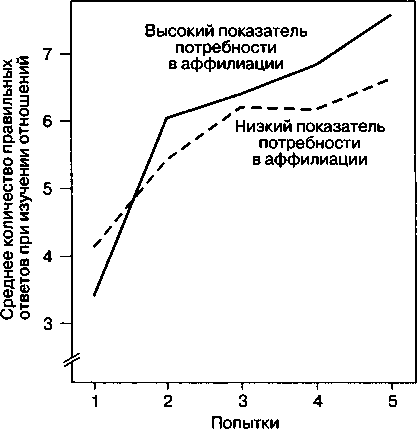 Высокий показатель
потребности
в аффилиации
Низкий показатель
потребности
в аффилиации
Среднее количество правильных
ответов при изучении отношений
7
6
5
4
3
1 2 3 4 5
Попытки